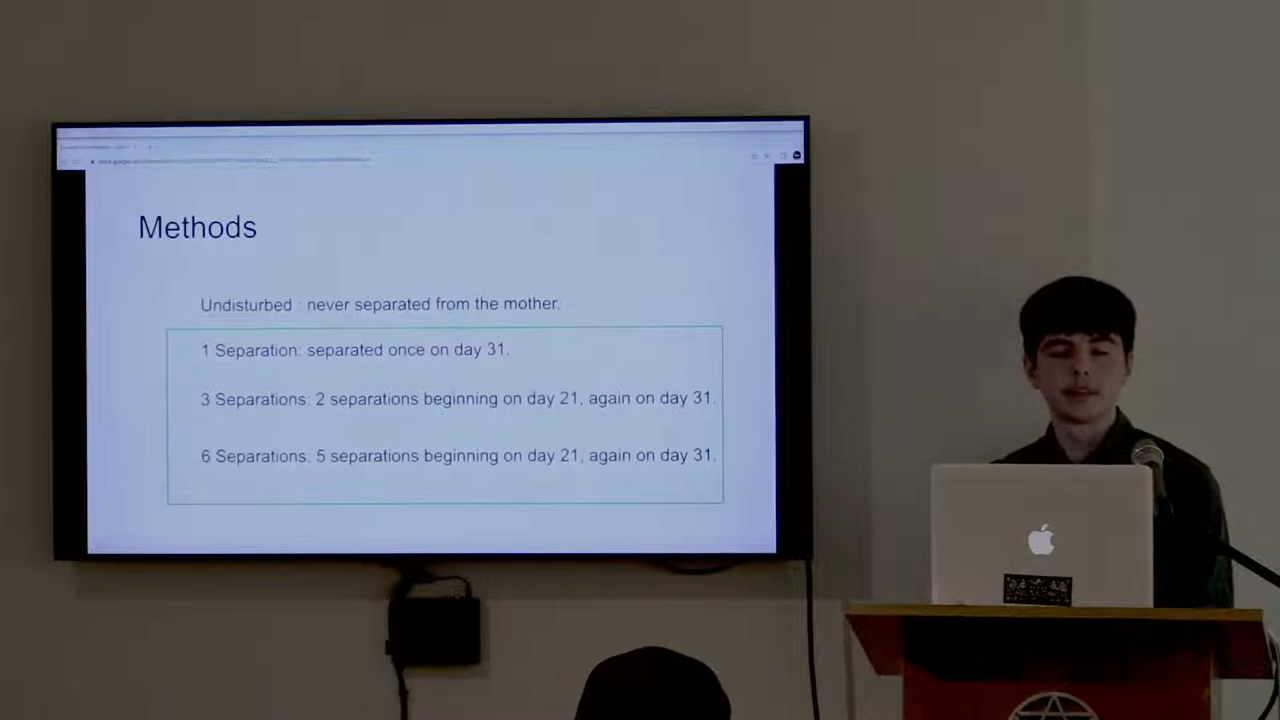 Methods
Undisturbed : never separated from the mother.
1 Separation: separated once on day 31.
3 Separations: 2 separations beginning on day 21, again on day 31.
6 Separations: 5 separations beginning on day 21, again on day 31.